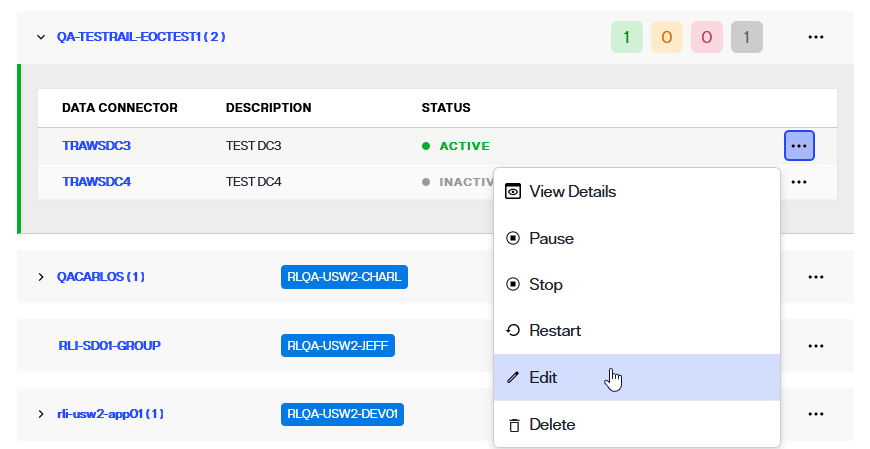 QA-TESTRAIL-EOCTEST1 ( 2 ) 1 0 0 1
DATA CONNECTOR DESCRIPTION STATUS
TRAWSDC3 TEST DC3 ACTIVE
TRAWSDC4 TEST DC4 INACTIV
View Details
Pause
Stop
Restart
Edit
Delete
QACARLOS ( 1 ) RLQA-USW2-CHARL
RLI-SD01-GROUP RLQA-USW2-JEFF
rli-usw2-app01 ( 1 ) RLQA-USW2-DEV01